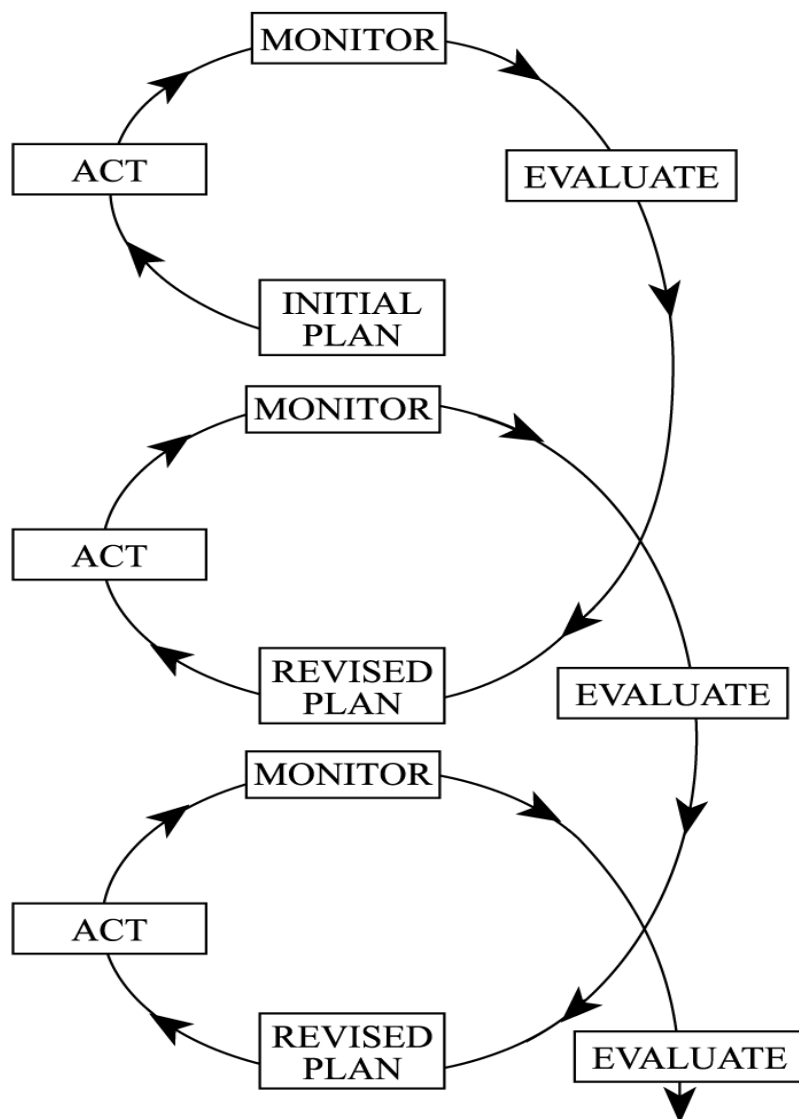 MONITOR
ACT
EVALUATE
INITIAL
PLAN
MONITOR
ACT
REVISED
PLAN
EVALUATE
MONITOR
ACT
REVISED
PLAN
EVALUATE